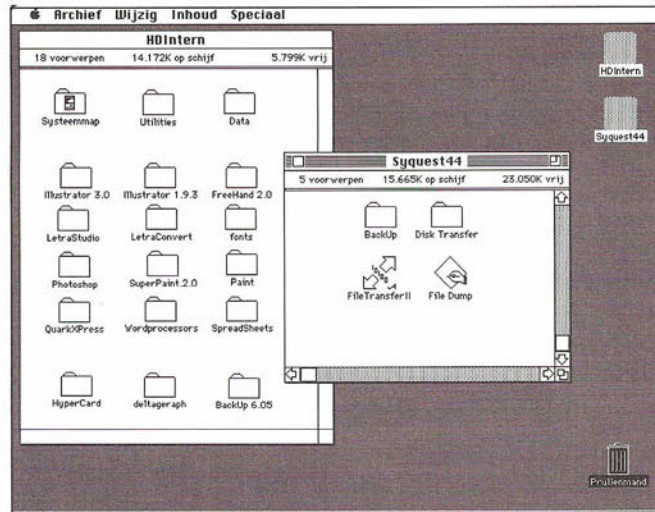 Archief Wijzig Inhoud Speciaal
HDIntern
18 voorwerpen 14.172K op schijf 5.799K vrij
Systeemmap Utilities Data
Illustrator 3.0 Illustrator 1.9.3 FreeHand 2.0
LetraStudio LetraConvert fonts
Photoshop SuperPaint.2.0 Paint
QuarkXPress Wordprocessors SpreadSheets
HyperCard deltagraph BackUp 6.05
Syquest44
5 voorwerpen 15.665K op schijf 23.050K vrij
BackUp Disk Transfer
FileTransferII File Dump
HDIntern
Syquest44
Prullenmand